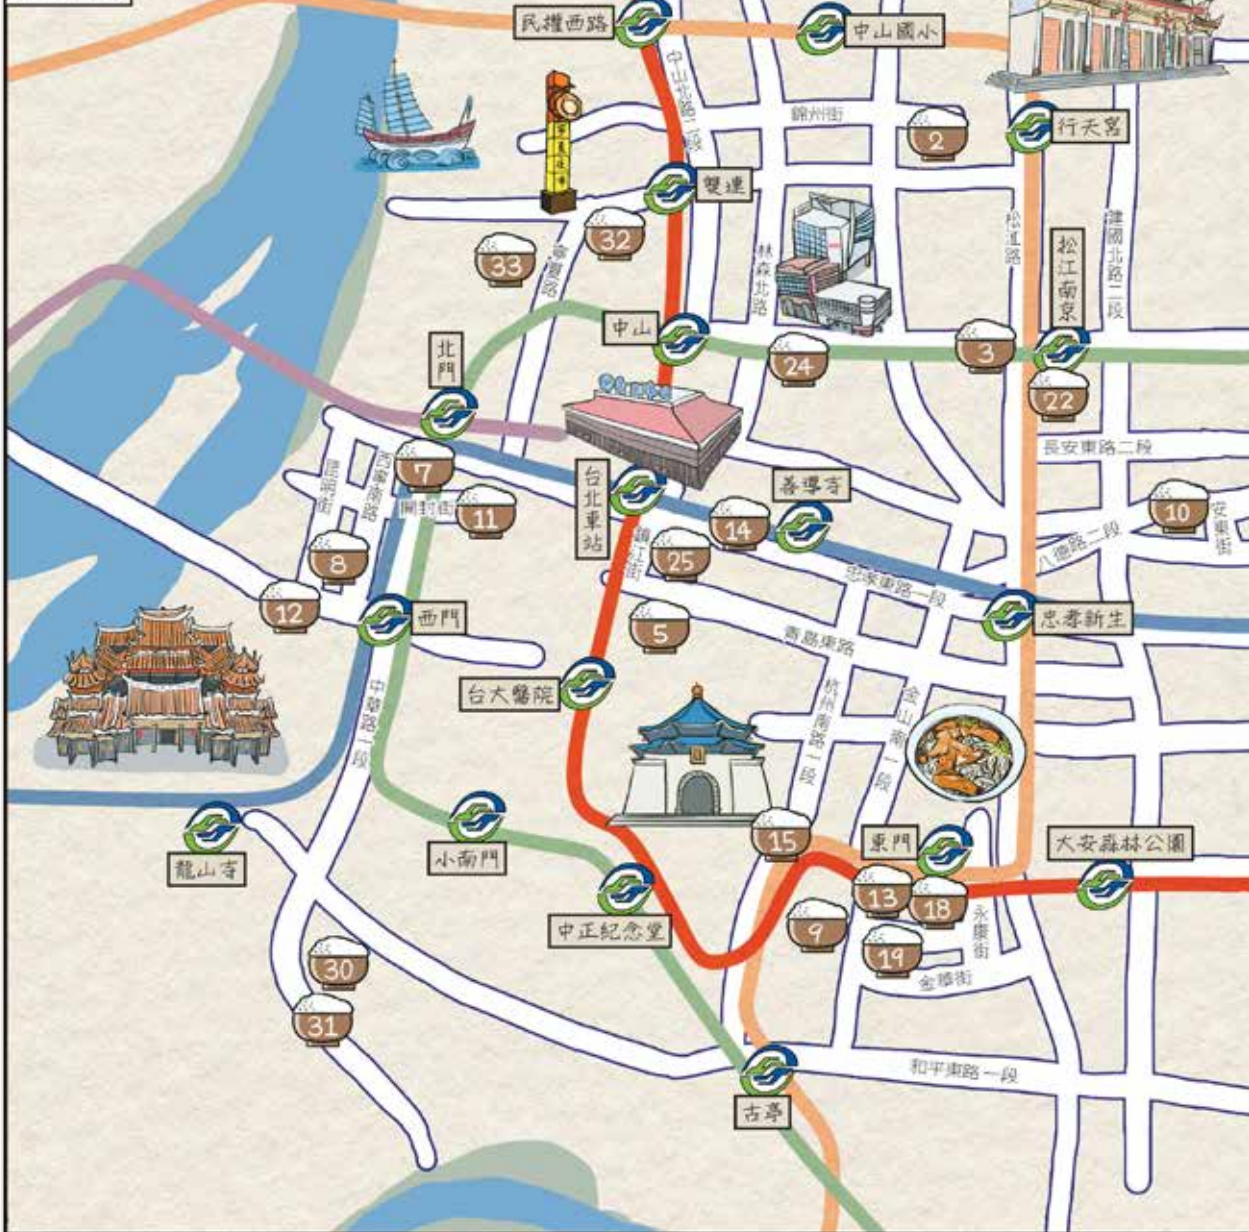 民權西路
中山國小
中山北路二段
錦州街
2
行天宮
雙連
松江路
建國北路二段
32
33
寧夏路
林森北路
松江南京
中山
24
3
22
北門
長安東路二段
7
西寧南路
昆明街
開封街
11
台北車站
善導寺
14
10
安東街
八德路二段
鎮江街
25
8
忠孝東路一段
12
西門
5
忠孝新生
青島東路
台大醫院
中華路一段
杭州南路一段
金山南一段
15
東門
大安森林公園
小南門
龍山寺
13
18
中正紀念堂
9
永康街
19
金華街
30
31
和平東路一段
古亭